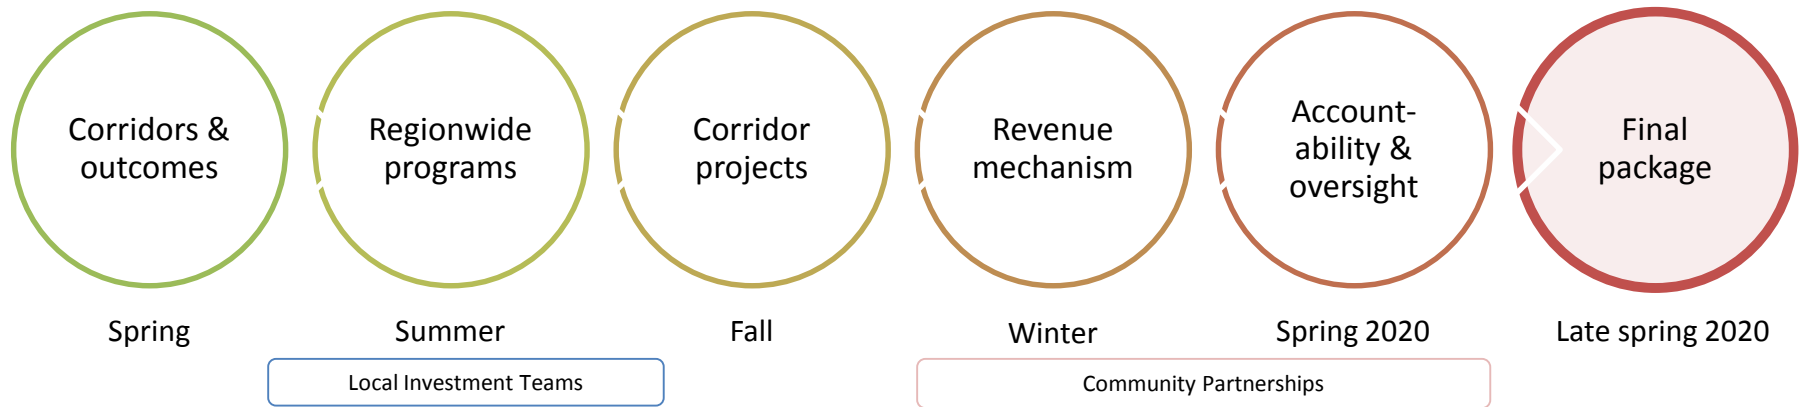 Corridors &
outcomes
Regionwide
programs
Corridor
projects
Revenue
mechanism
Account-
ability &
oversight
Final
package
Spring
Summer
Fall
Winter
Spring 2020
Late spring 2020
Local Investment Teams
Community Partnerships